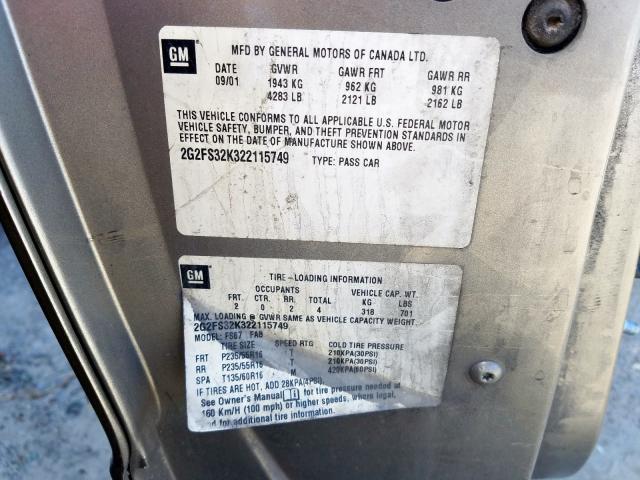 GM
MFD BY GENERAL MOTORS OF CANADA LTD.
DATE GVWR GAWR FRT GAWR RR
09/01 1943 KG 962 KG 981 KG
4283 LB 2121 LB 2162 LB
THIS VEHICLE CONFORMS TO ALL APPLICABLE U.S. FEDERAL MOTOR
VEHICLE SAFETY, BUMPER, AND THEFT PREVENTION STANDARDS IN
EFFECT ON THE DATE OF MANUFACTURE SHOWN ABOVE.
2G2FS32K322115749 TYPE: PASS CAR
GM
TIRE-LOADING INFORMATION
OCCUPANTS VEHICLE CAP. WT.
FRT. CTR. RR. TOTAL KG LBS
2 0 2 4 318 701
MAX. LOADING @ GVWR SAME AS VEHICLE CAPACITY WEIGHT.
2G2FS32K322115749
MODEL: FS67 FAB
TIRE SIZE SPEED RTG COLD TIRE PRESSURE
FRT P235/55R16 T 210KPA(30PSI)
RR P235/55R16 T 210KPA(30PSI)
SPA T135/60R16 M 420KPA(60PSI)
IF TIRES ARE HOT, ADD 28KPA(4PSI).
See Owner's Manual i for tire pressure needed at
160 Km/H (100 mph) or higher speeds, where legal,
and for additional tire information.